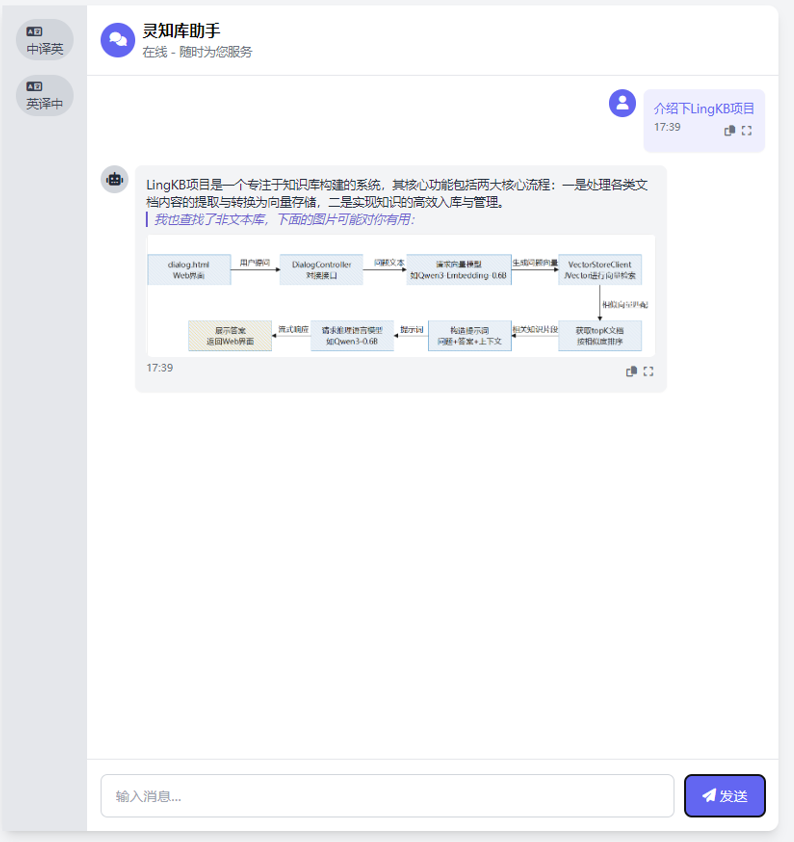 中译英
英译中
灵知库助手
在线 - 随时为您服务
介绍下LingKB项目
17:39
LingKB项目是一个专注于知识库构建的系统，其核心功能包括两大核心流程：一是处理各类文
档内容的提取与转换为向量存储，二是实现知识的高效入库与管理。
我也查找了非文本库，下面的图片可能对你有用：
dialog.html
Web界面
用户提问
DialogController
对接接口
问题文本
请求向量模型
如Qwen3-Embedding-0.6B
生成问题向量
VectorStoreClient
JVector进行向量检索
相似向量匹配
展示答案
返回Web界面
流式响应
请求推理语言模型
如Qwen3-0.6B
提示词
构造提示词
问题+答案+上下文
相关知识片段
获取topK文档
按相似度排序
17:39
输入消息...
发送